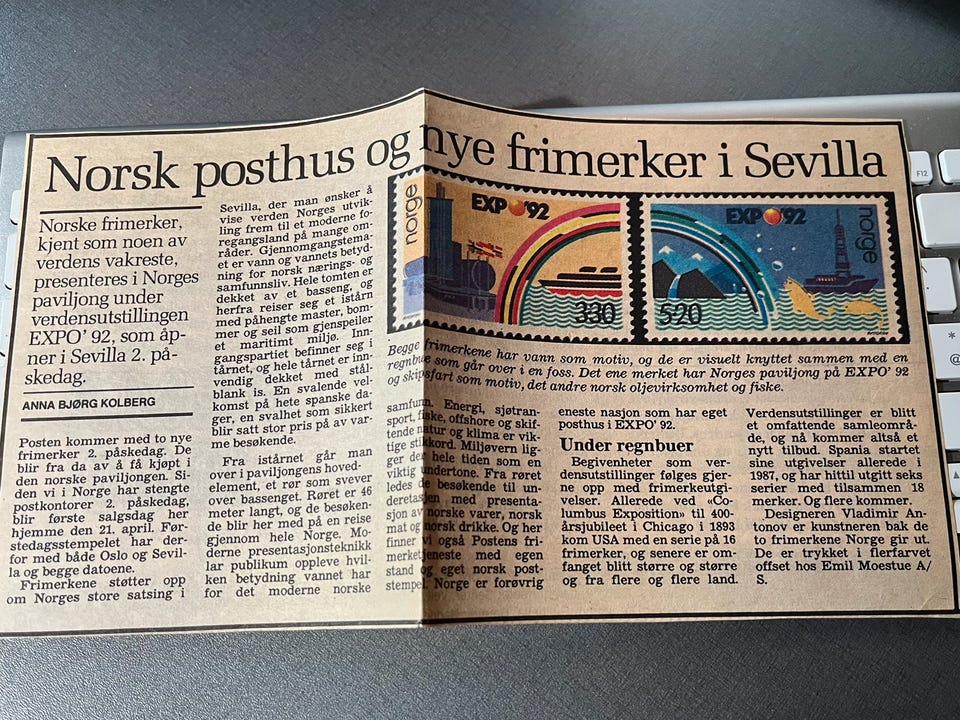 Norsk posthus og nye frimerker i Sevilla
Norske frimerker,
kjent som noen av
verdens vakreste,
presenteres i Norges
paviljong under
verdensutstillingen
EXPO' 92, som åp-
ner i Sevilla 2. på-
skedag.
ANNA BJØRG KOLBERG
Posten kommer med to nye
frimerker 2. påskedag. De
blir fra da av å få kjøpt i
den norske paviljongen. Si-
den vi i Norge har stengte
postkontorer 2. påskedag,
blir første salgsdag her
hjemme den 21. april. Før-
stedagsstempelet har der-
for med både Oslo og Sevil-
la og begge datoene.
Frimerkene støtter opp
om Norges store satsing i
Sevilla, der man ønsker å
vise verden Norges utvik-
ling frem til et moderne fo-
regangsland på mange om-
råder. Gjennomgangstema-
et er vann og vannets betyd-
ning for norsk nærings- og
samfunnsliv. Hele tomten er
dekket av et basseng, og
herfra reiser seg et istårn
med påhengte master, bom-
mer og seil som gjenspeiler
et maritimt miljø. Inn-
gangspartiet befinner seg i
tårnet, og hele tårnet er inn-
vendig dekket med stål-
blank is. En svalende vel-
komst på hete spanske da-
ger, en svalhet som sikkert
blir satt stor pris på av var-
me besøkende.
Fra istårnet går man
over i paviljongens hoved-
element, et rør som svever
over bassenget. Røret er 46
meter langt, og de besøken-
de blir her med på en reise
gjennom hele Norge. Mo-
derne presentasjonsteknikk
lar publikum oppleve hvil-
ken betydning vannet har
for det moderne norske
norge
EXPO'92
330
EXPO'92
norge
5·20
Begge frimerkene har vann som motiv, og de er visuelt knyttet sammen med en
regnbue som går over i en foss. Det ene merket har Norges paviljong på EXPO' 92
og skipsfart som motiv, det andre norsk oljevirksomhet og fiske.
samfunn. Energi, sjøtran-
sport, fiske, offshore og skif-
tende natur og klima er vik-
tige stikkord. Miljøvern lig-
ger der hele tiden som en
viktig undertone. Fra røret
ledes de besøkende til un-
deretasjen med presenta-
sjon av norske varer, norsk
mat og norsk drikke. Og her
finner vi også Postens fri-
merketjeneste med egen
stand og eget norsk post-
stempel. Norge er forøvrig
eneste nasjon som har eget
posthus i EXPO' 92.
Under regnbuer
Begivenheter som ver-
densutstillinger følges gjer-
ne opp med frimerkeutgi-
velser. Allerede ved «Co-
lumbus Exposition» til 400-
årsjubileet i Chicago i 1893
kom USA med en serie på 16
frimerker, og senere er om-
fanget blitt større og større
og fra flere og flere land.
Verdensutstillinger er blitt
et omfattende samleområ-
de, og nå kommer altså et
nytt tilbud. Spania startet
sine utgivelser allerede i
1987, og har hittil utgitt seks
serier med tilsammen 18
merker. Og flere kommer.
Designeren Vladimir An-
tonov er kunstneren bak de
to frimerkene Norge gir ut.
De er trykket i flerfarvet
offset hos Emil Moestue A/
S.
F12
*
@